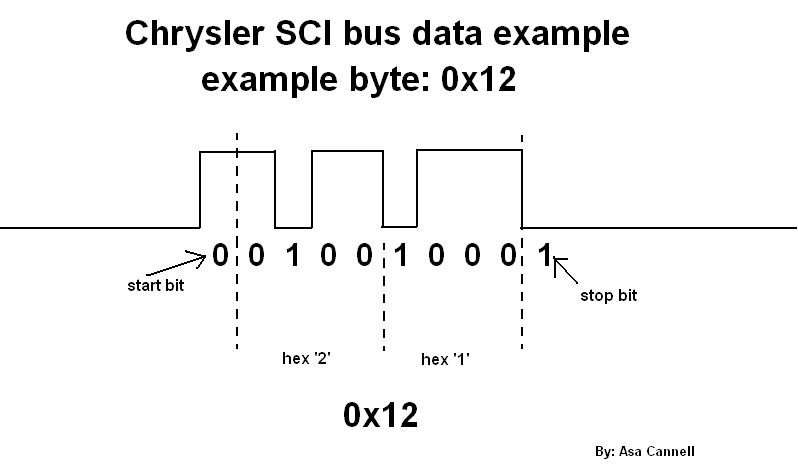 Chrysler SCI bus data example
example byte: 0x12
0 0 1 0 0 1 0 0 0 1
start bit
stop bit
hex '2' hex '1'
0x12
By: Asa Cannell